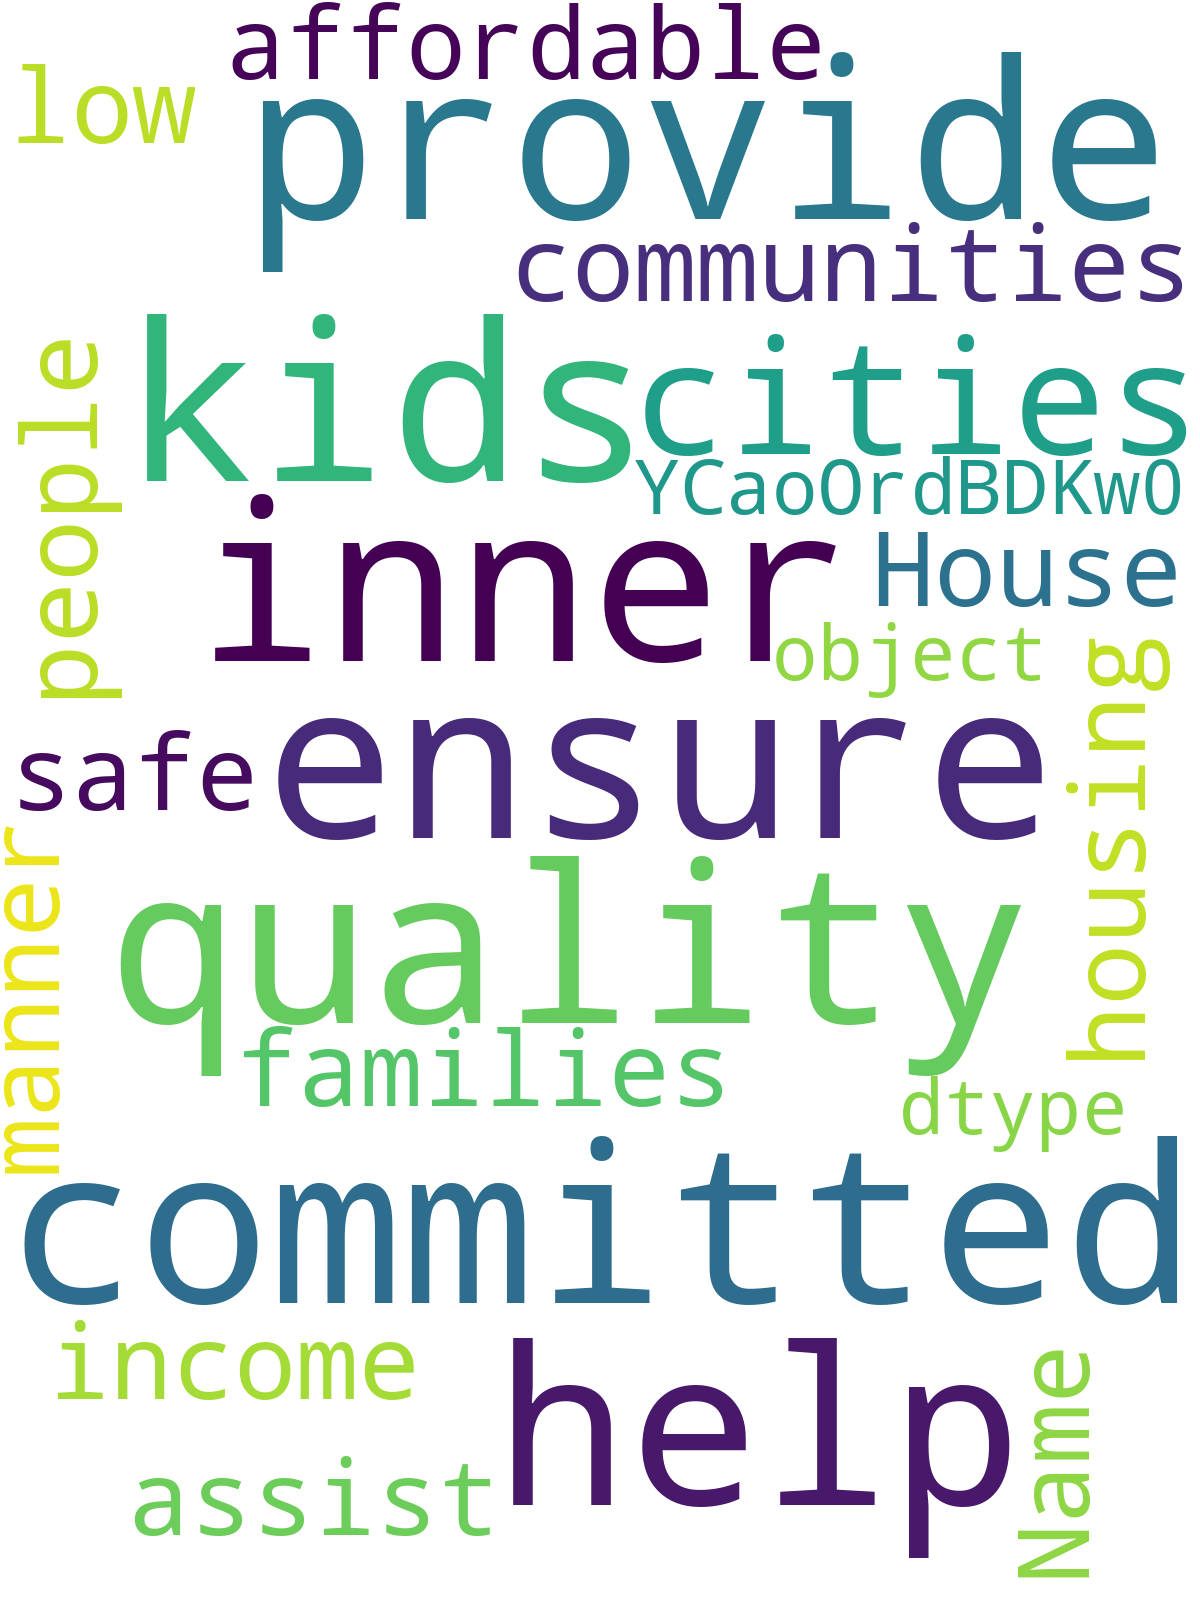 affordable
low
provide
communities
kids
cities
people
YCaoOrdBDKwO
inner
House
object
housing
ensure
safe
manner
quality
families
dtype
committed
income
help
Name
assist